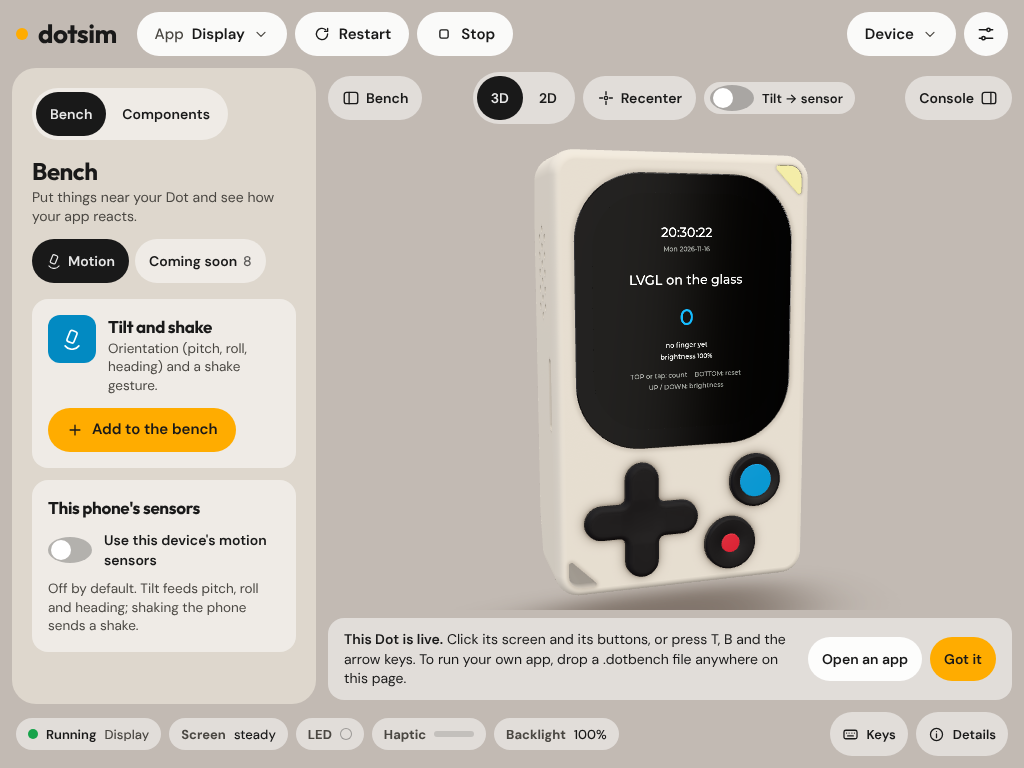 dotsim
App Display
Restart
Stop
Device
Bench
Components
Bench
3D
2D
Recenter
Tilt → sensor
Console
Bench
Put things near your Dot and see how
your app reacts.
Motion
Coming soon 8
Tilt and shake
Orientation (pitch, roll,
heading) and a shake
gesture.
+ Add to the bench
This phone's sensors
Use this device's motion
sensors
Off by default. Tilt feeds pitch, roll
and heading; shaking the phone
sends a shake.
20:30:22
Mon 2026-11-16
LVGL on the glass
0
no finger yet
brightness 100%
TOP or tap: count BOTTOM: reset
UP / DOWN: brightness
This Dot is live. Click its screen and its buttons, or press T, B and the
arrow keys. To run your own app, drop a .dotbench file anywhere on
this page.
Open an app
Got it
Running Display
Screen steady
LED
Haptic
Backlight 100%
Keys
Details